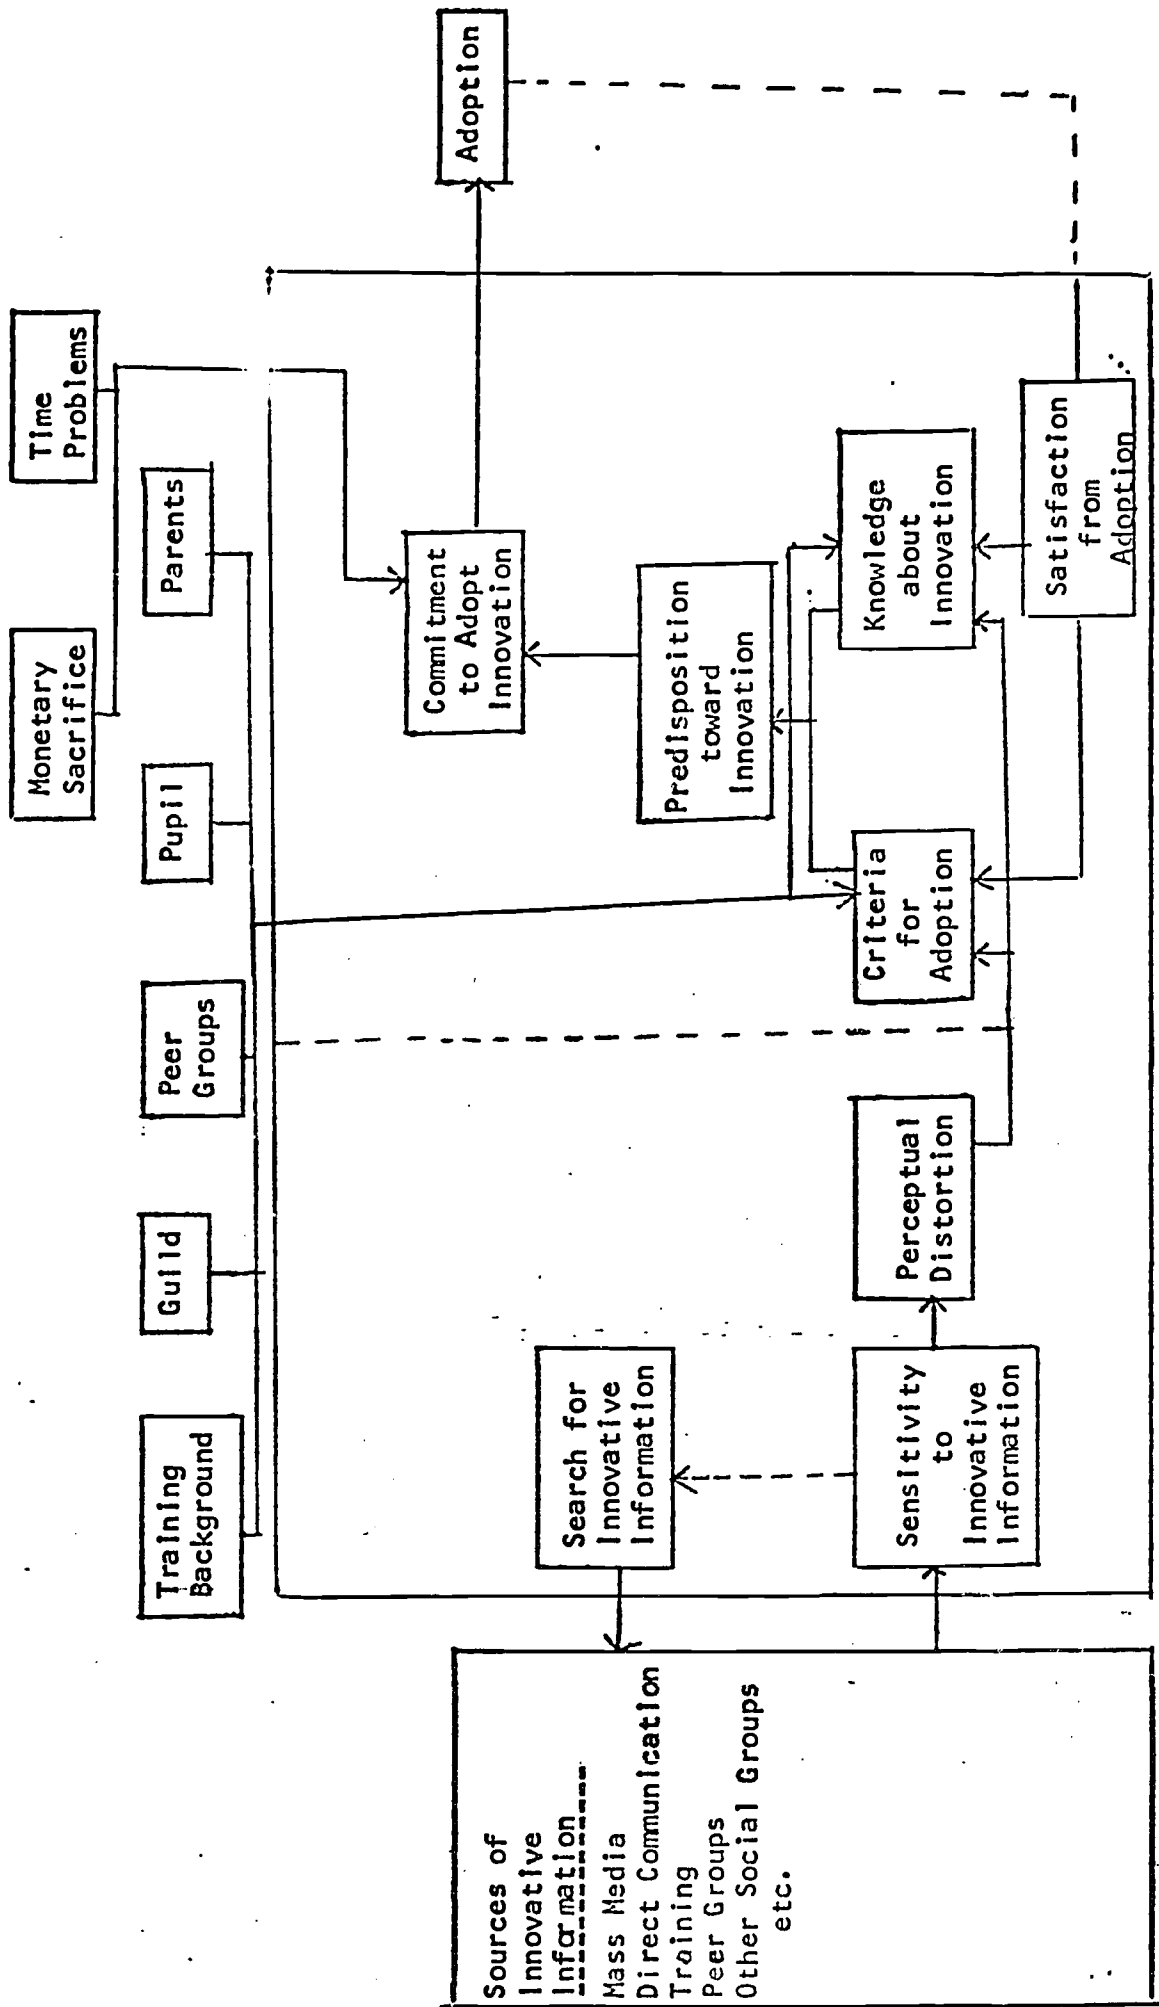 Time
Problems
Monetary
Sacrifice
Training
Background
Guild
Peer
Groups
Pupil
Parents
Adoption
Commitment
to Adopt
Innovation
Search for
Innovative
Information
Predisposition
toward
Innovation
Sources of
Innovative
Information
Mass Media
Direct Communication
Training
Peer Groups
Other Social Groups
etc.
Sensitivity
to
Innovative
Information
Perceptual
Distortion
Criteria
for
Adoption
Knowledge
about
Innovation
Satisfaction
from
Adoption